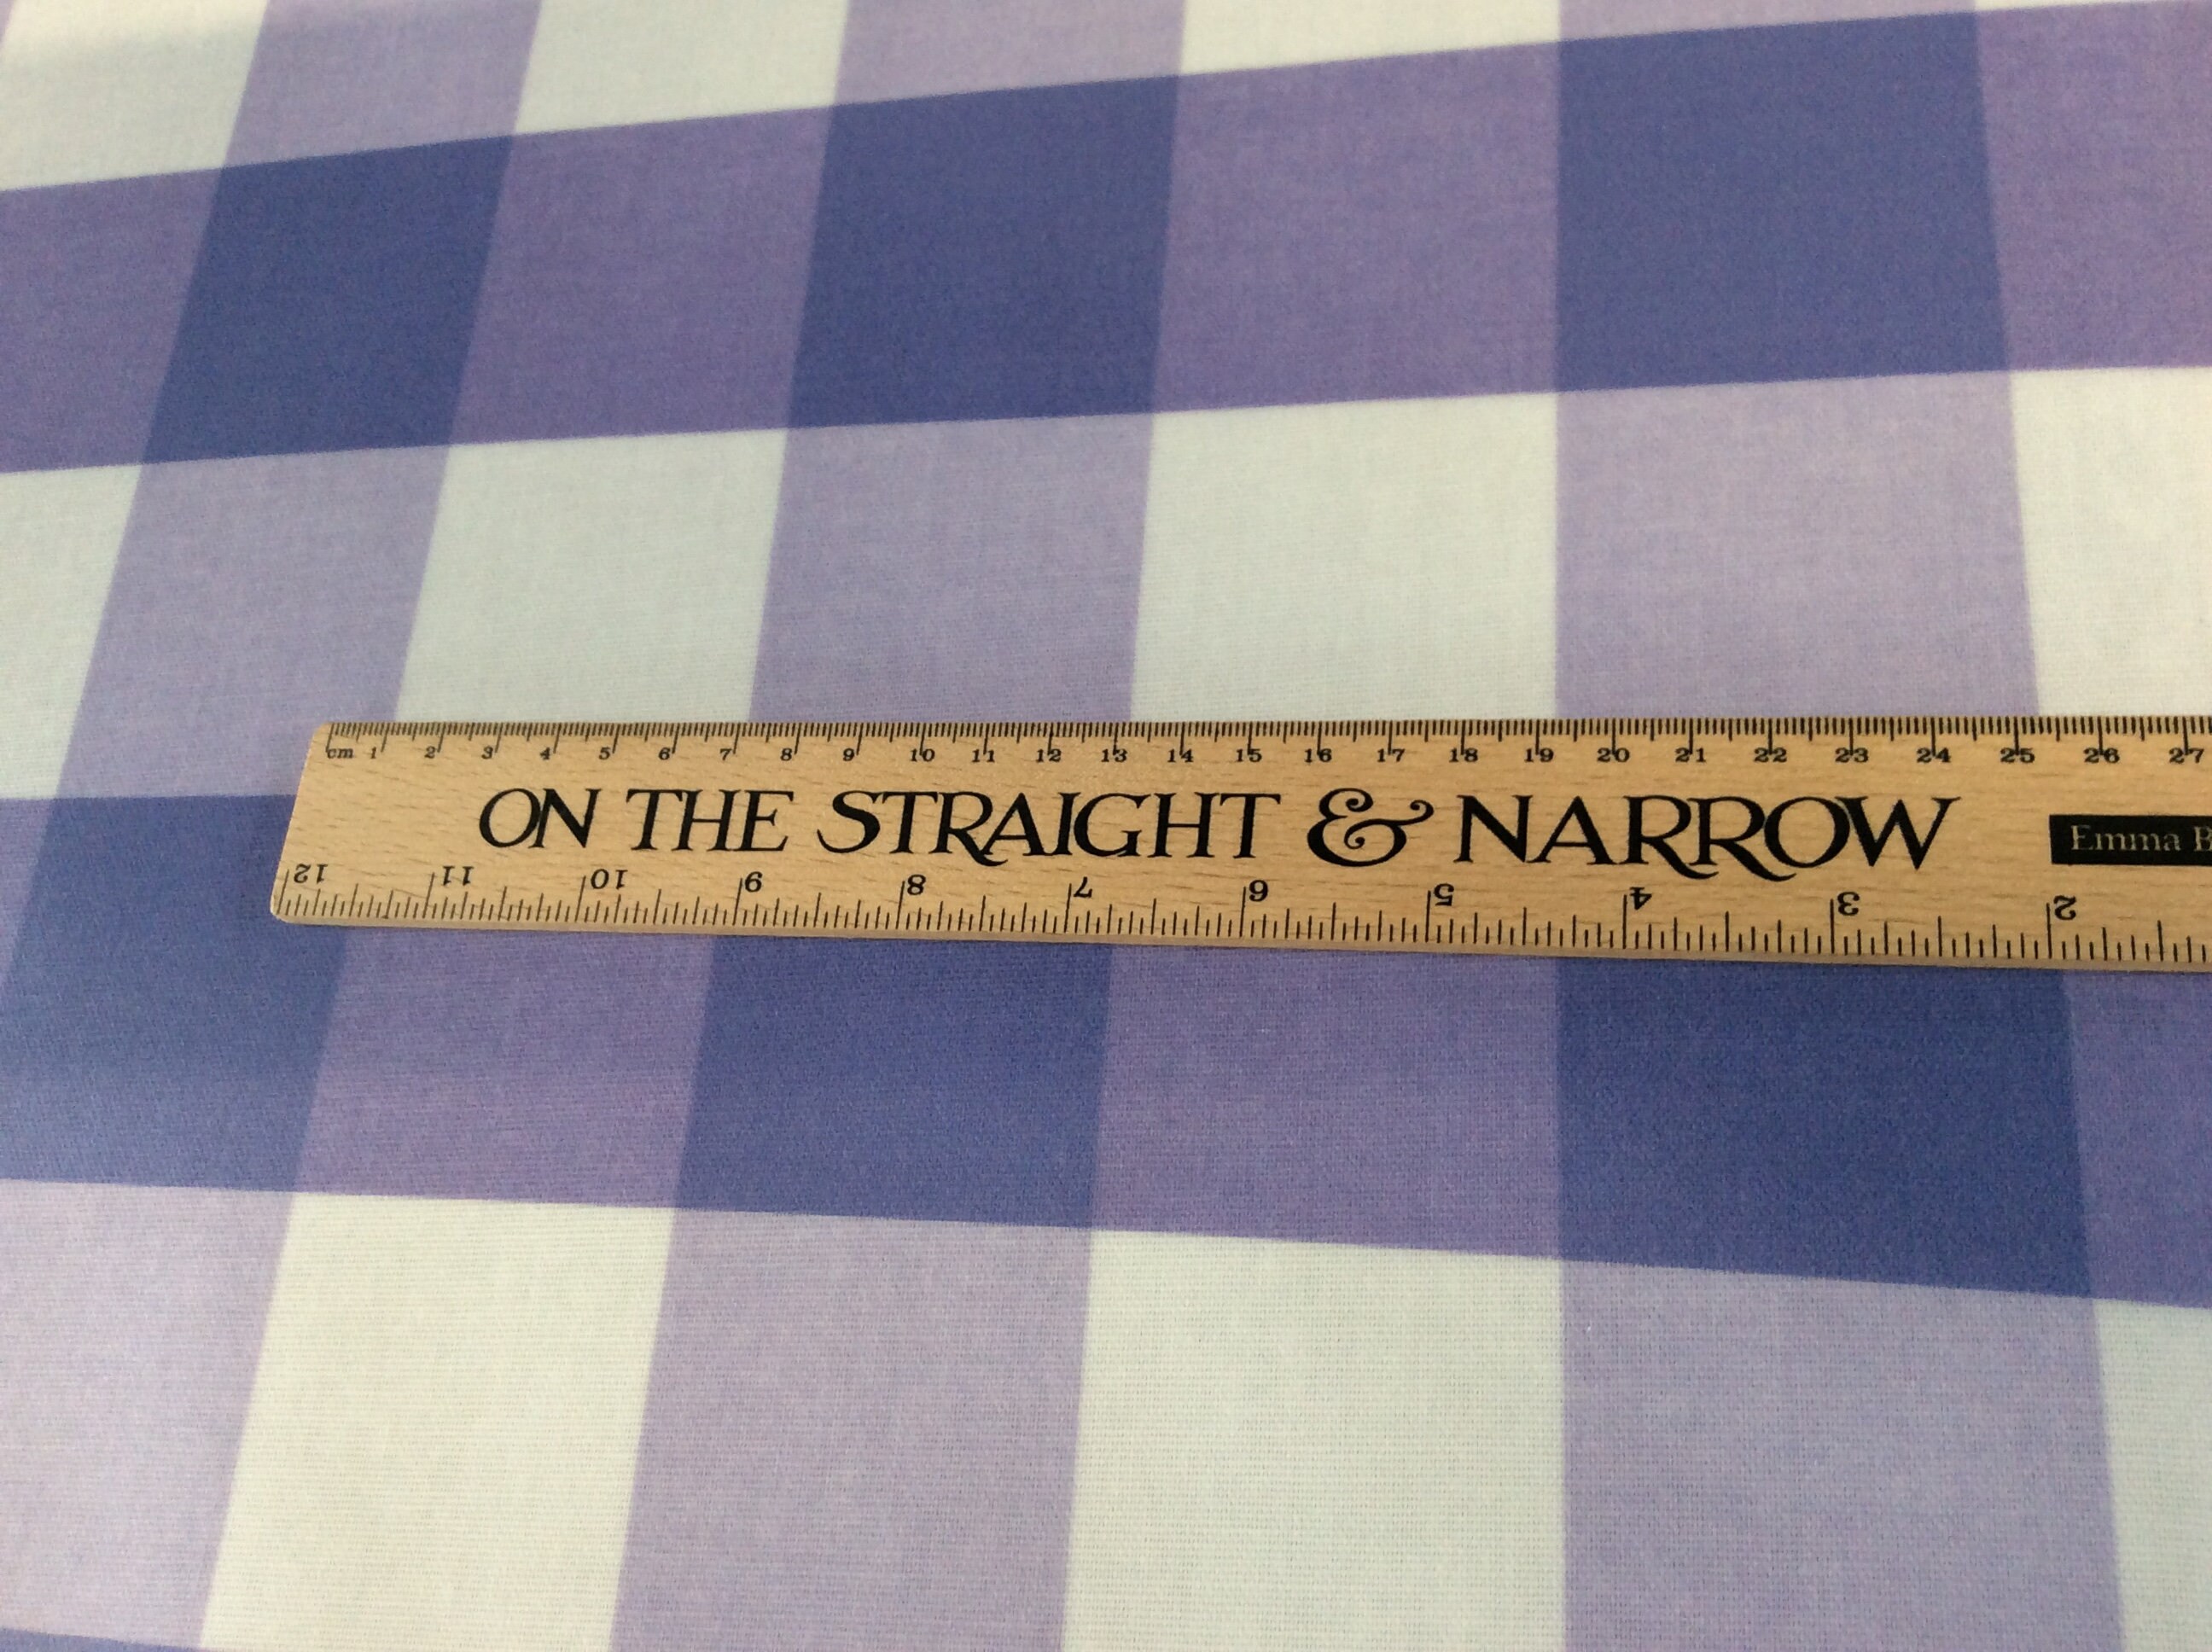 cm 1 2 3 4 5 6 7 8 9 10 11 12 13 14 15 16 17 18 19 20 21 22 23 24 25 26 27
ON THE STRAIGHT & NARROW
Emma B
12 11 10 9 8 7 6 5 4 3 2